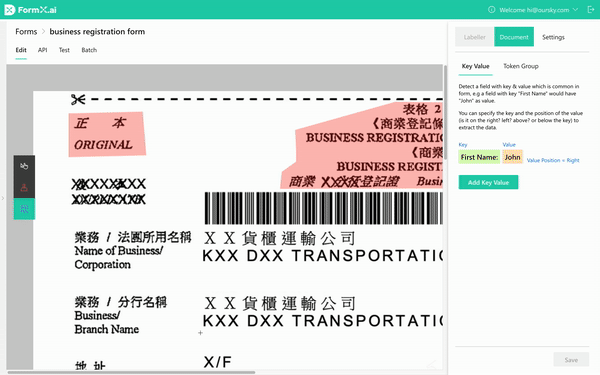 FormX.ai
Welcome hi@oursky.com
Forms > business registration form
Edit API Test Batch
Labeller Document Settings
Key Value Token Group
Detect a field with key & value which is common in form, e.g a field with key "First Name" would have "John" as value.
You can specify the key and the position of the value (is it on the right? left? above? or below the key) to extract the data.
Key Value
First Name: John Value Position = Right
Add Key Value
Save
正 本
ORIGINAL
表格 2
《商業登記條
BUSINESS REGISTRATI
《商業
BUSINESS REGIST
商業 登記證 Busi
業務 / 法團所用名稱
Name of Business/
Corporation
X X 貨櫃運輸公司
KXX DXX TRANSPORTATIO
業務 / 分行名稱
Business/
Branch Name
X X 貨櫃運輸公司
KXX DXX TRANSPORTATIO
地 址
X/F